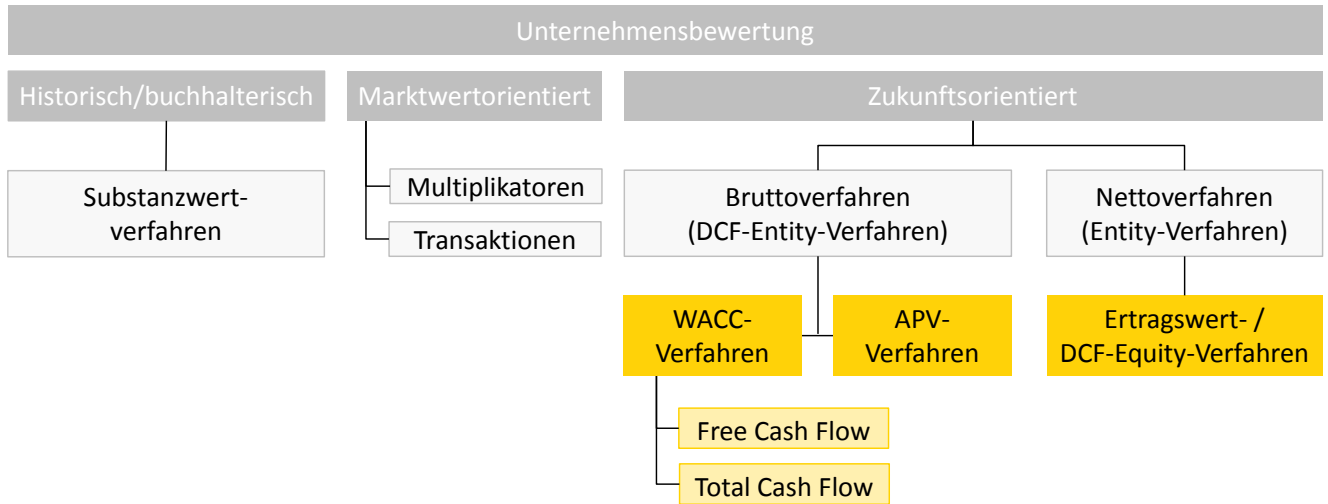 Unternehmensbewertung
Historisch/buchhalterisch
Marktwertorientiert
Zukunftsorientiert
Substanzwert-
verfahren
Multiplikatoren
Transaktionen
Bruttoverfahren
(DCF-Entity-Verfahren)
Nettoverfahren
(Entity-Verfahren)
WACC-
Verfahren
APV-
Verfahren
Ertragswert- /
DCF-Equity-Verfahren
Free Cash Flow
Total Cash Flow